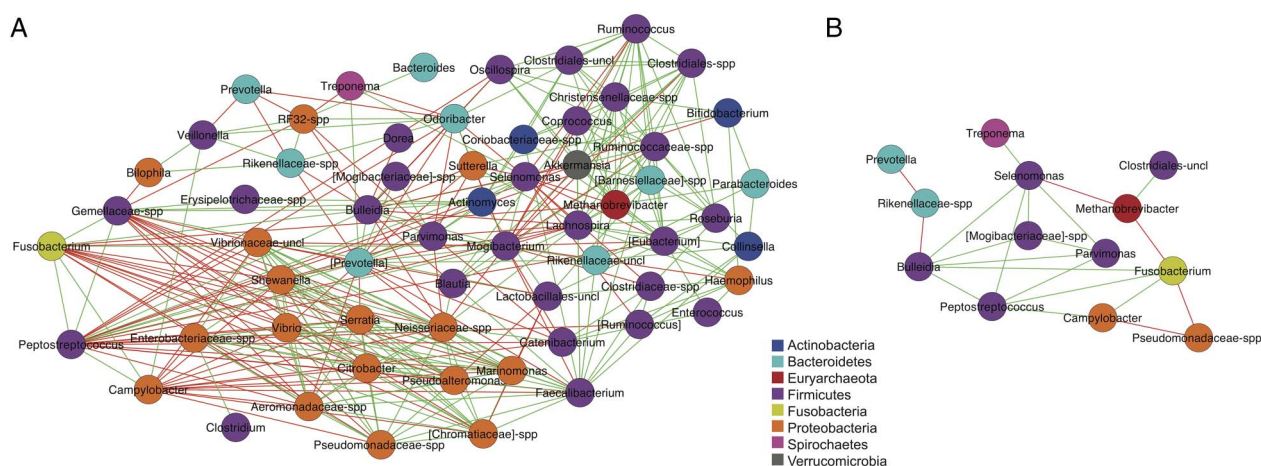 A
B
Ruminococcus
Clostridiales-uncl
Clostridiales-spp
Oscillospira
Bacteroides
Treponema
Prevotella
Christensenellaceae-spp
Bifidobacterium
Coprococcus
RF32-spp
Odoribacter
Veillonella
Dorea
Coriobacteriaceae-spp
Ruminococcaceae-spp
Rikenellaceae-spp
Sutterella
Akkermansia
Bilophila
[Mogibacteriaceae]-spp
Selenomonas
[Barnesiellaceae]-spp
Parabacteroides
Erysipelotrichaceae-spp
Actinomyces
Methanobrevibacter
Gemellaceae-spp
Bulleidia
Lachnospira
Roseburia
Fusobacterium
Vibrionaceae-uncl
Parvimonas
Mogibacterium
[Eubacterium]
Collinsella
[Prevotella]
Rikenellaceae-uncl
Shewanella
Blautia
Clostridiaceae-spp
Haemophilus
Lactobacillales-uncl
Enterococcus
Peptostreptococcus
Enterobacteriaceae-spp
Vibrio
Serratia
Neisseriaceae-spp
[Ruminococcus]
Catenibacterium
Campylobacter
Citrobacter
Pseudoalteromonas
Marinomonas
Faecalibacterium
Aeromonadaceae-spp
Clostridium
Pseudomonadaceae-spp
[Chromatiaceae]-spp
Treponema
Prevotella
Selenomonas
Clostridiales-uncl
Rikenellaceae-spp
Methanobrevibacter
[Mogibacteriaceae]-spp
Parvimonas
Bulleidia
Fusobacterium
Peptostreptococcus
Campylobacter
Pseudomonadaceae-spp
Actinobacteria
Bacteroidetes
Euryarchaeota
Firmicutes
Fusobacteria
Proteobacteria
Spirochaetes
Verrucomicrobia